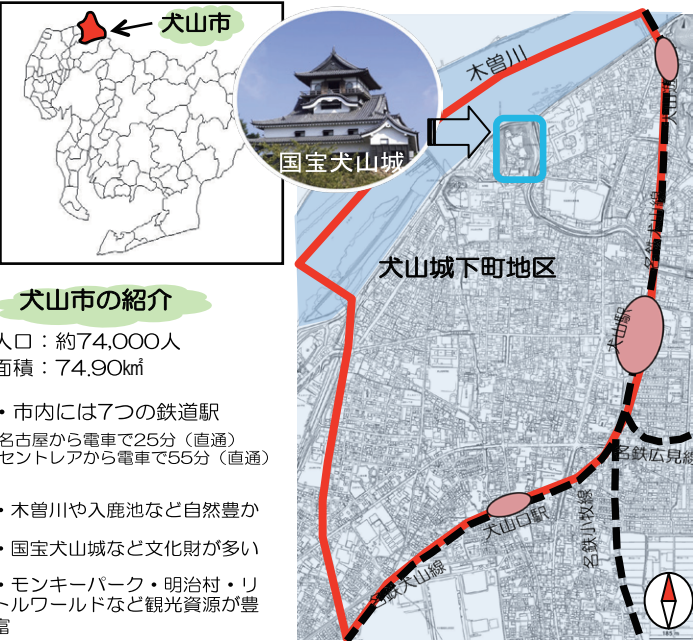 犬山市
国宝犬山城
木曽川
犬山城下町地区
名鉄犬山線
犬山駅
名鉄広見線
犬山口駅
名鉄小牧線
名鉄犬山線
犬山市の紹介
人口：約74,000人
面積：74.90㎢
・市内には7つの鉄道駅
名古屋から電車で25分（直通）
セントレアから電車で55分（直通）
・木曽川や入鹿池など自然豊か
・国宝犬山城など文化財が多い
・モンキーパーク・明治村・リ
トルワールドなど観光資源が豊
富